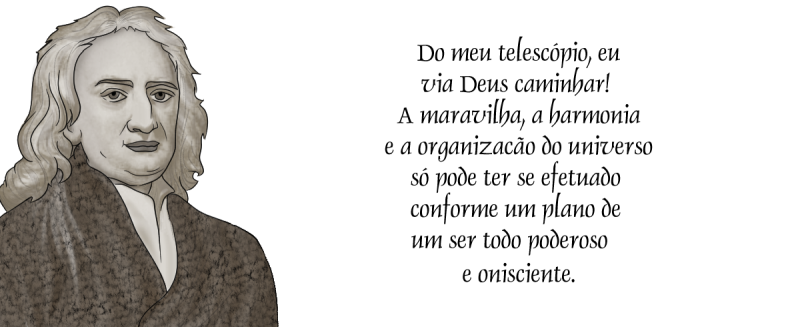 Do meu telescópio, eu
via Deus caminhar!
A maravilha, a harmonia
e a organizacão do universo
só pode ter se efetuado
conforme um plano de
um ser todo poderoso
e onisciente.